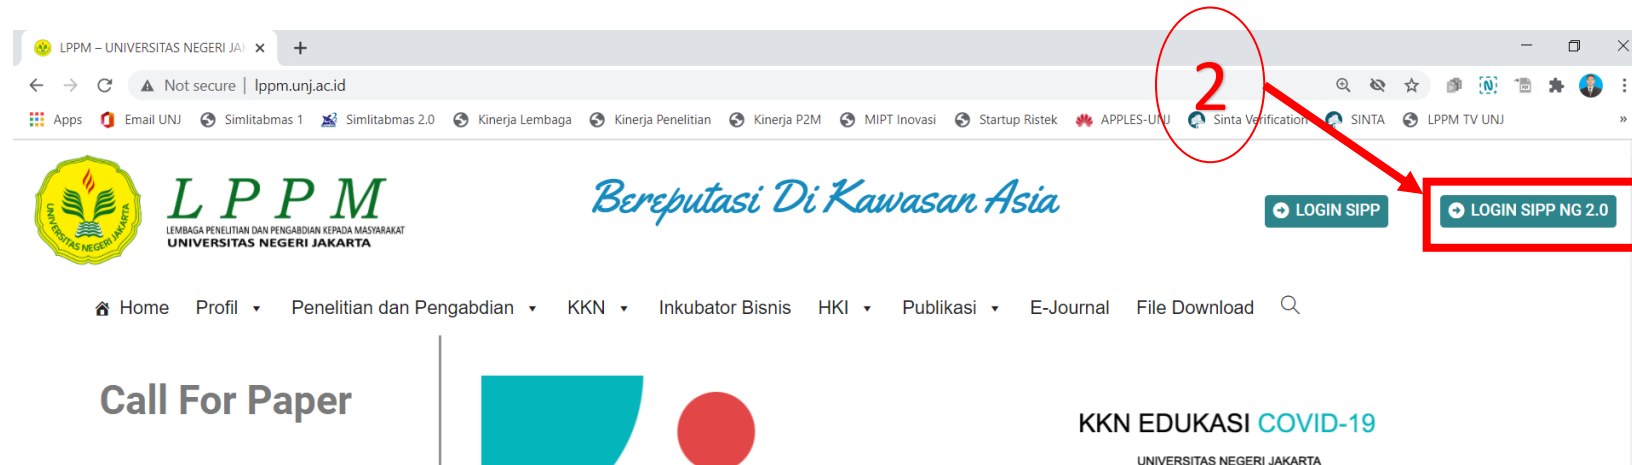 LPPM – UNIVERSITAS NEGERI JA
Not secure | lppm.unj.ac.id
Apps Email UNJ Simlitabmas 1 Simlitabmas 2.0 Kinerja Lembaga Kinerja Penelitian Kinerja P2M MIPT Inovasi Startup Ristek APPLES-UNJ Sinta Verification SINTA LPPM TV UNJ »
2
UNIVERSITAS NEGERI JAKARTA
LPPM
LEMBAGA PENELITIAN DAN PENGABDIAN KEPADA MASYARAKAT
UNIVERSITAS NEGERI JAKARTA
Bereputasi Di Kawasan Asia
LOGIN SIPP
LOGIN SIPP NG 2.0
Home Profil Penelitian dan Pengabdian KKN Inkubator Bisnis HKI Publikasi E-Journal File Download
Call For Paper
KKN EDUKASI COVID-19
UNIVERSITAS NEGERI JAKARTA